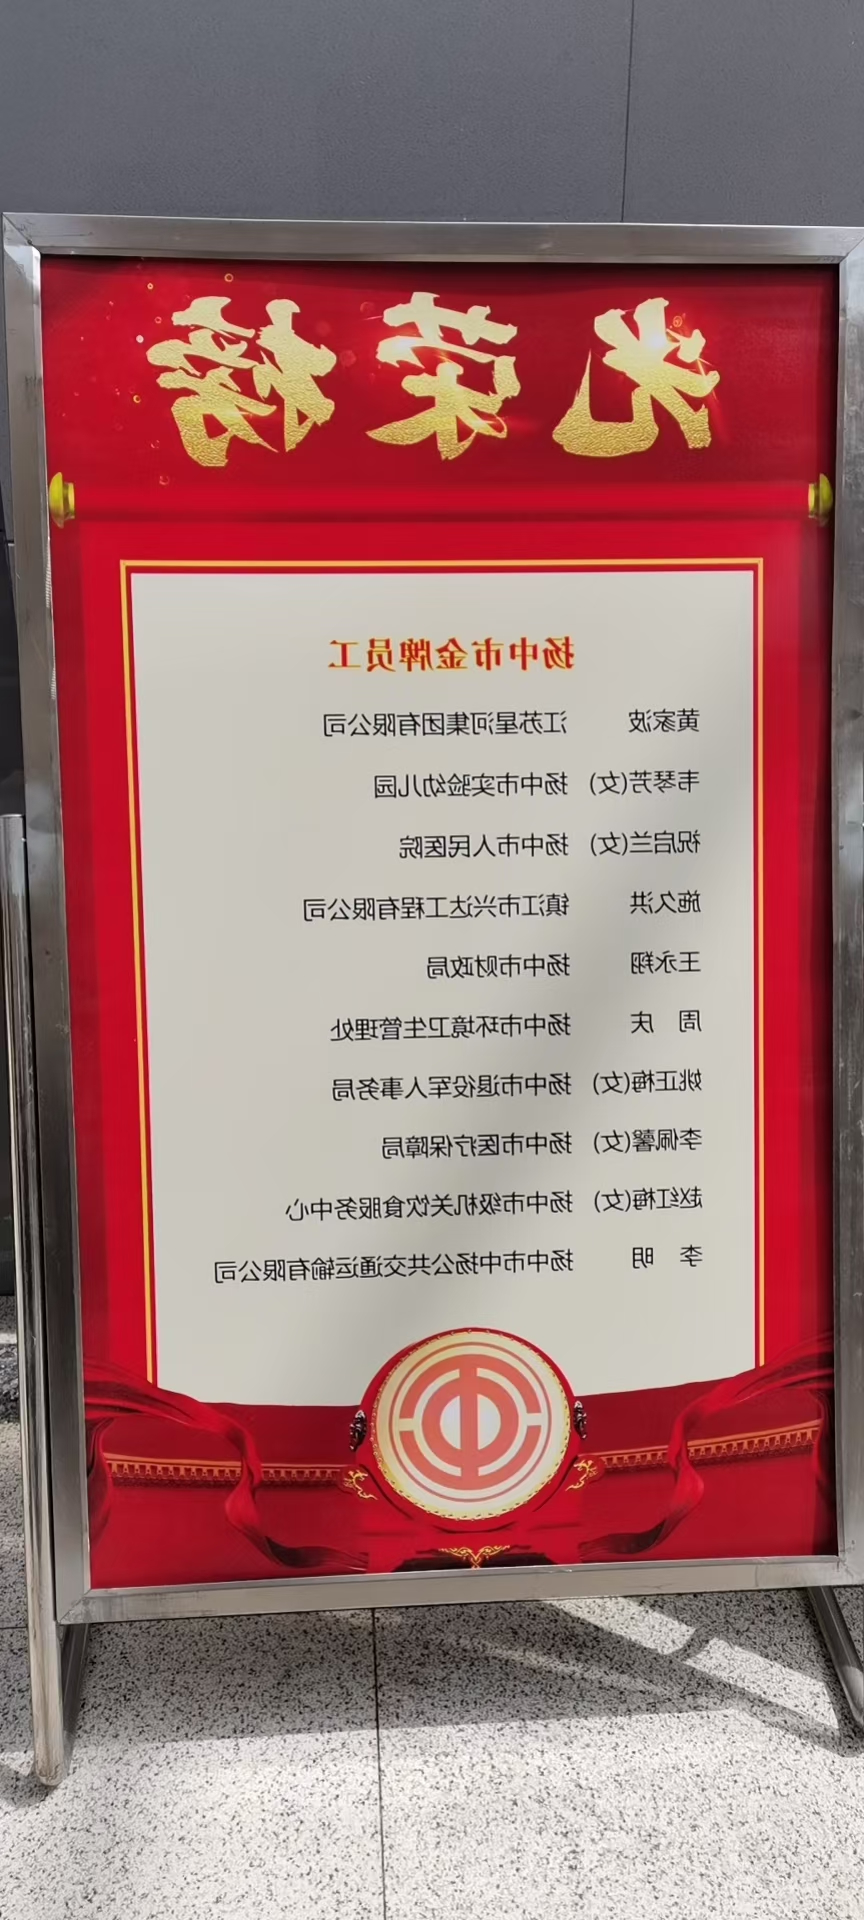 光荣榜
扬中市金牌员工
黄家波 江苏星河集团有限公司
韦琴芳(女) 扬中市实验幼儿园
祝启兰(女) 扬中市人民医院
施久洪 镇江市兴达工程有限公司
王永翔 扬中市财政局
周 庆 扬中市环境卫生管理处
姚正梅(女) 扬中市退役军人事务局
李佩馨(女) 扬中市医疗保障局
赵红梅(女) 扬中市级机关饮食服务中心
李 明 扬中市中扬公共交通运输有限公司